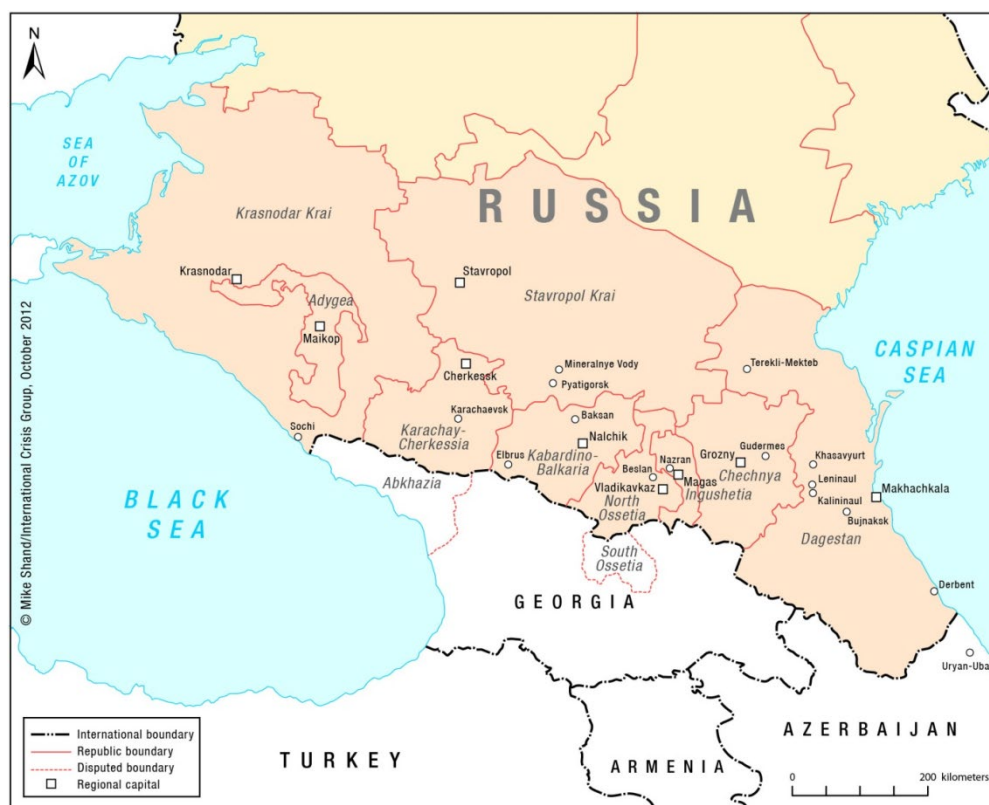 N
SEA
OF
AZOV
Krasnodar Krai
RUSSIA
Krasnodar
Adygea
Maikop
Stavropol
Stavropol Krai
CASPIAN
SEA
Cherkessk
Mineralnye Vody
Pyatigorsk
Terekli-Mekteb
Karachaevsk
Karachay-
Cherkessia
Sochi
Baksan
Nalchik
Elbrus
Kabardino-
Balkaria
Nazran
Beslan
Magas
Vladikavkaz
Ingushetia
North
Ossetia
Grozny
Gudermes
Chechnya
Khasavyurt
Leninaul
Kalininaul
Makhachkala
Bujnaksk
Dagestan
Abkhazia
BLACK
SEA
South
Ossetia
GEORGIA
Derbent
Uryan-Uba
AZERBAIJAN
TURKEY
ARMENIA
© Mike Shand/International Crisis Group, October 2012
International boundary
Republic boundary
Disputed boundary
Regional capital
0 200 kilometers